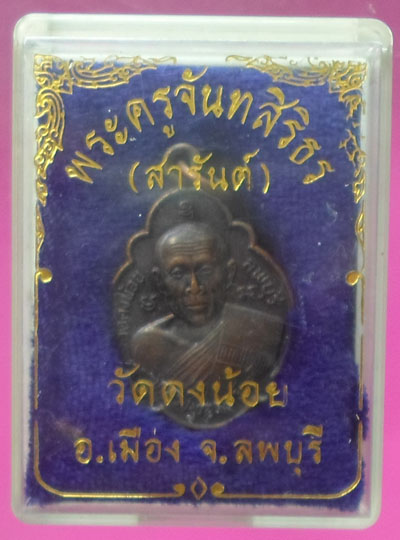 พระครูจันทสิริธร
(สารันต์)
วัดดงน้อย
อ.เมือง จ.ลพบุรี